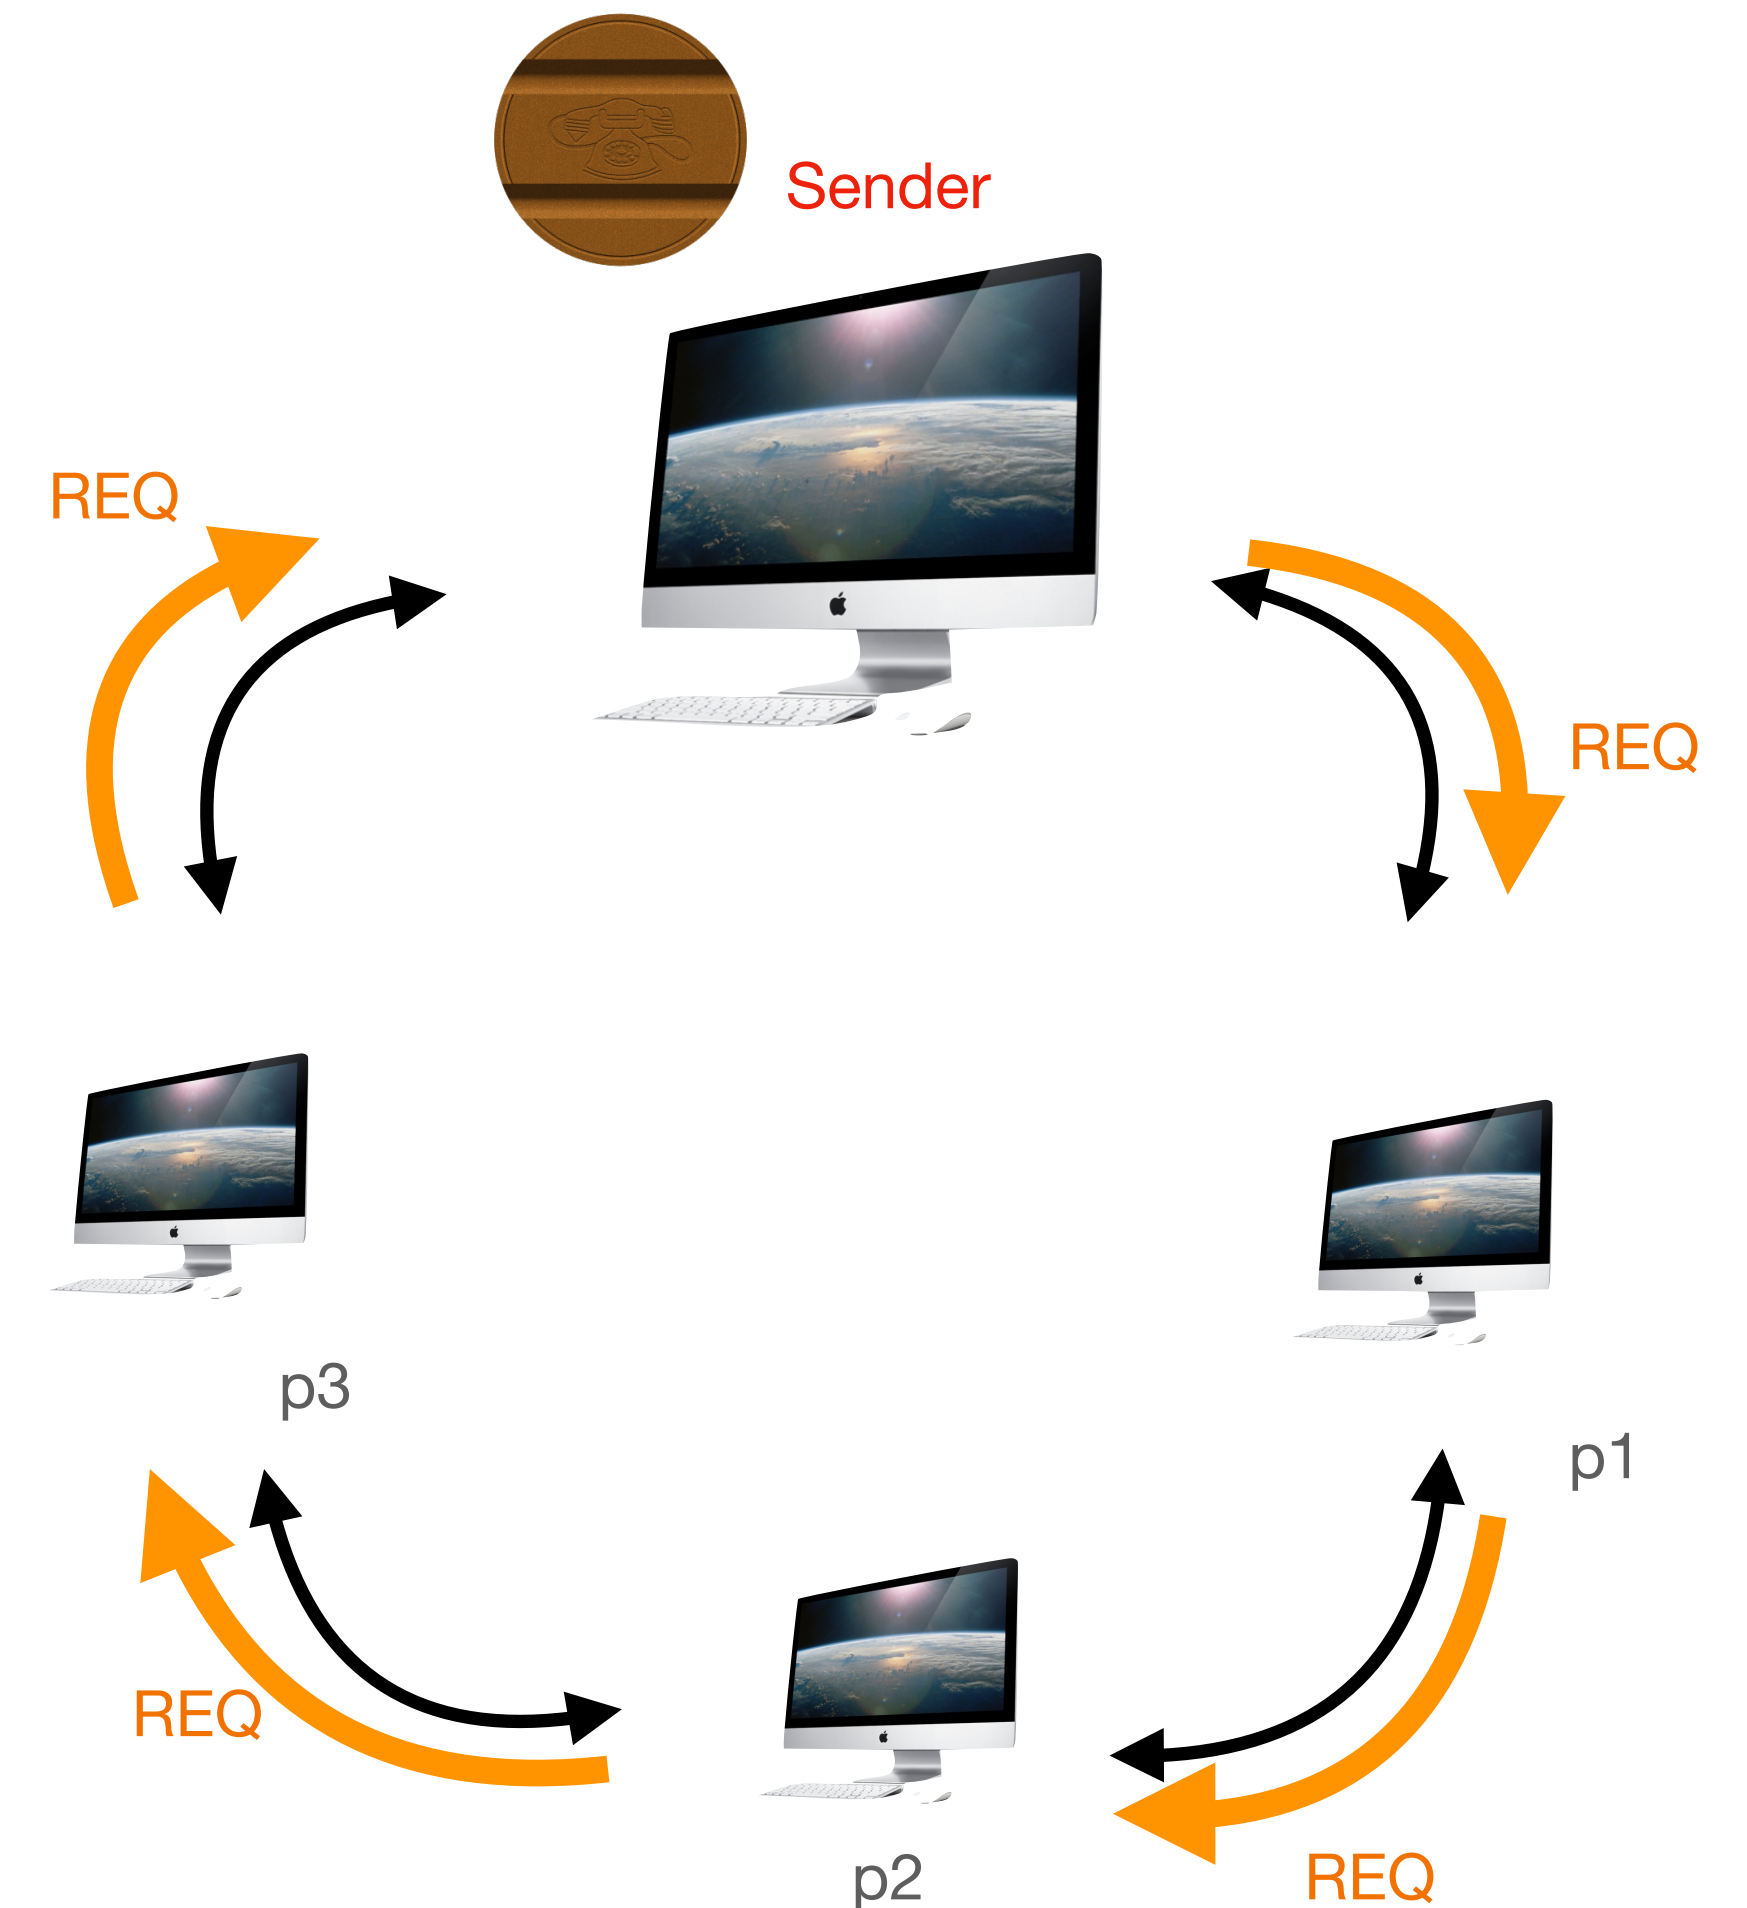 Sender
REQ
REQ
p3
p1
REQ
p2
REQ